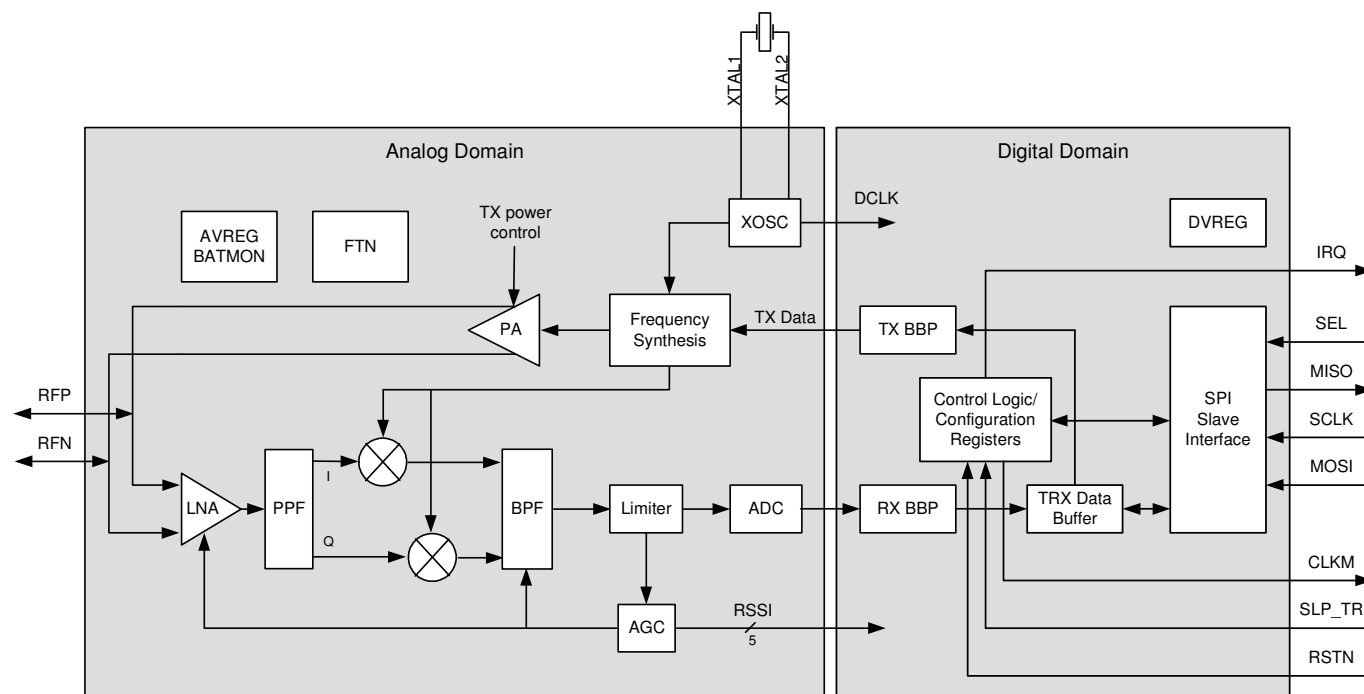 XTAL1
XTAL2
Analog Domain
Digital Domain
AVREG
BATMON
FTN
TX power
control
XOSC
DCLK
DVREG
IRQ
PA
Frequency
Synthesis
TX Data
TX BBP
SEL
MISO
RFP
RFN
Control Logic/
Configuration
Registers
SPI
Slave
Interface
SCLK
MOSI
I
LNA
PPF
Q
BPF
Limiter
ADC
RX BBP
TRX Data
Buffer
CLKM
AGC
RSSI
5
SLP_TR
RSTN